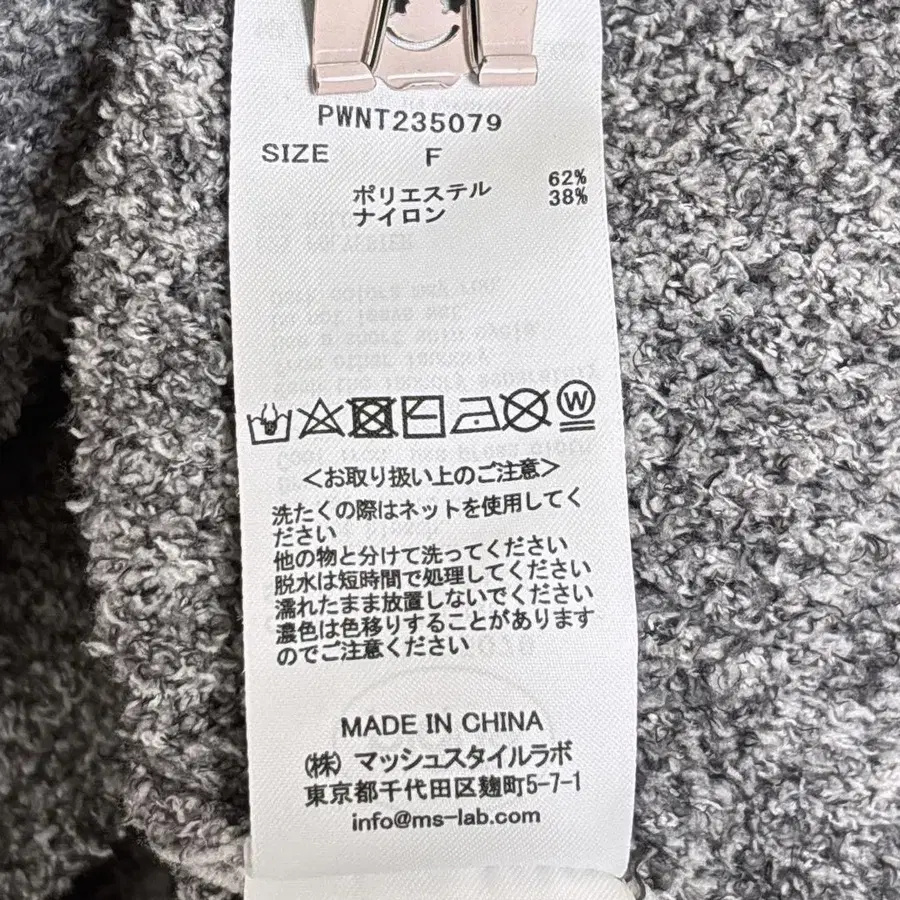 PWNT235079
SIZE F
ポリエステル 62%
ナイロン 38%
W
<お取り扱い上のご注意>
洗たくの際はネットを使用してく
ださい
他の物と分けて洗ってください
脱水は短時間で処理してください
濡れたまま放置しないでください
濃色は色移りすることがあります
のでご注意ください
MADE IN CHINA
(株) マッシュスタイルラボ
東京都千代田区麹町5-7-1
info@ms-lab.com